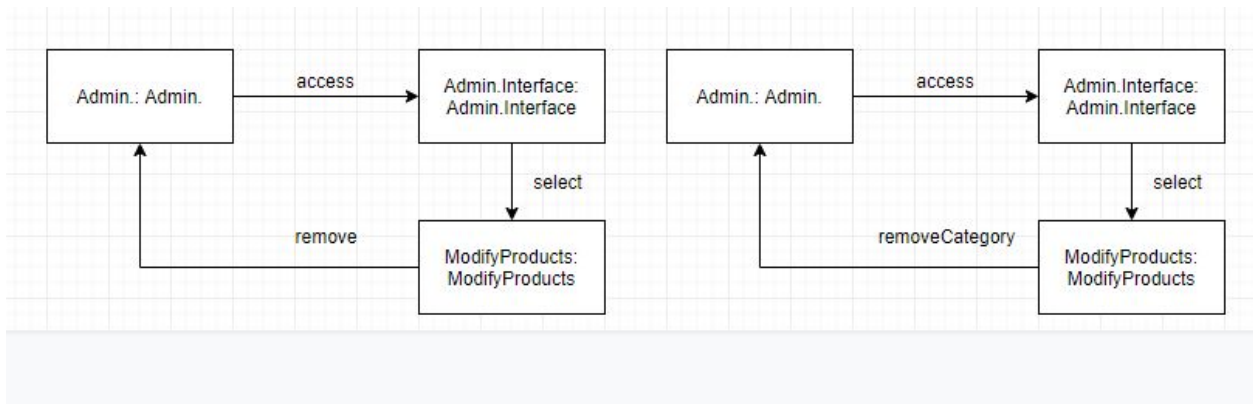 Admin.: Admin.
access
Admin.Interface:
Admin.Interface
select
remove
ModifyProducts:
ModifyProducts
Admin.: Admin.
access
Admin.Interface:
Admin.Interface
select
removeCategory
ModifyProducts:
ModifyProducts